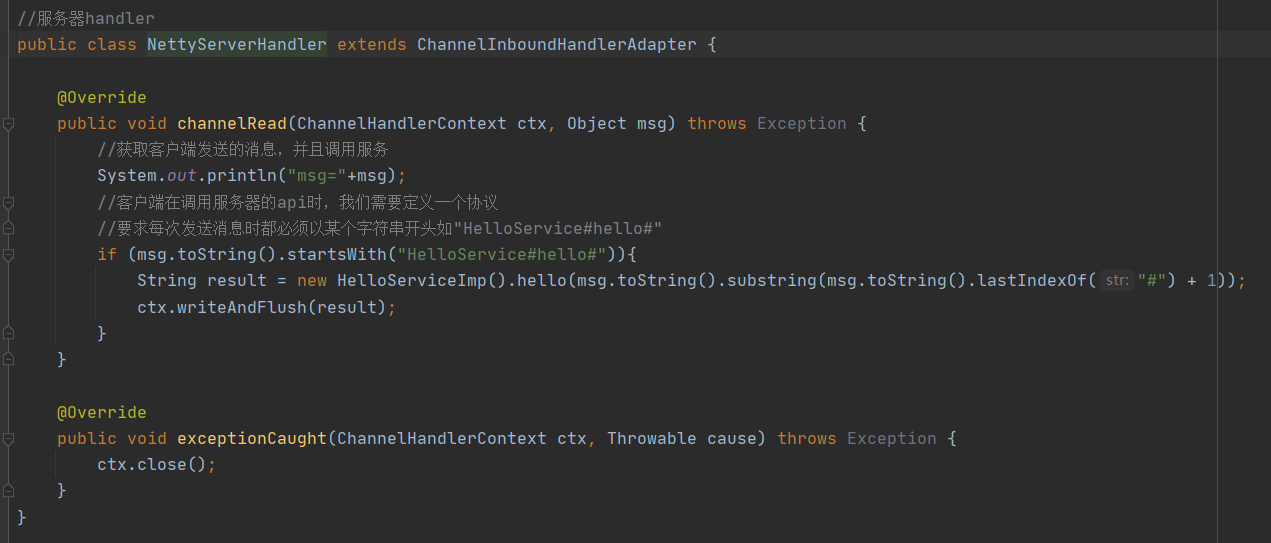 //服务器handler
public class NettyServerHandler extends ChannelInboundHandlerAdapter {
@Override
public void channelRead(ChannelHandlerContext ctx, Object msg) throws Exception {
//获取客户端发送的消息，并且调用服务
System.out.println("msg="+msg);
//客户端在调用服务器的api时，我们需要定义一个协议
//要求每次发送消息时都必须以某个字符串开头如"HelloService#hello#"
if (msg.toString().startsWith("HelloService#hello#")){
String result = new HelloServiceImp().hello(msg.toString().substring(msg.toString().lastIndexOf( str: "#") + 1));
ctx.writeAndFlush(result);
}
}
@Override
public void exceptionCaught(ChannelHandlerContext ctx, Throwable cause) throws Exception {
ctx.close();
}
}